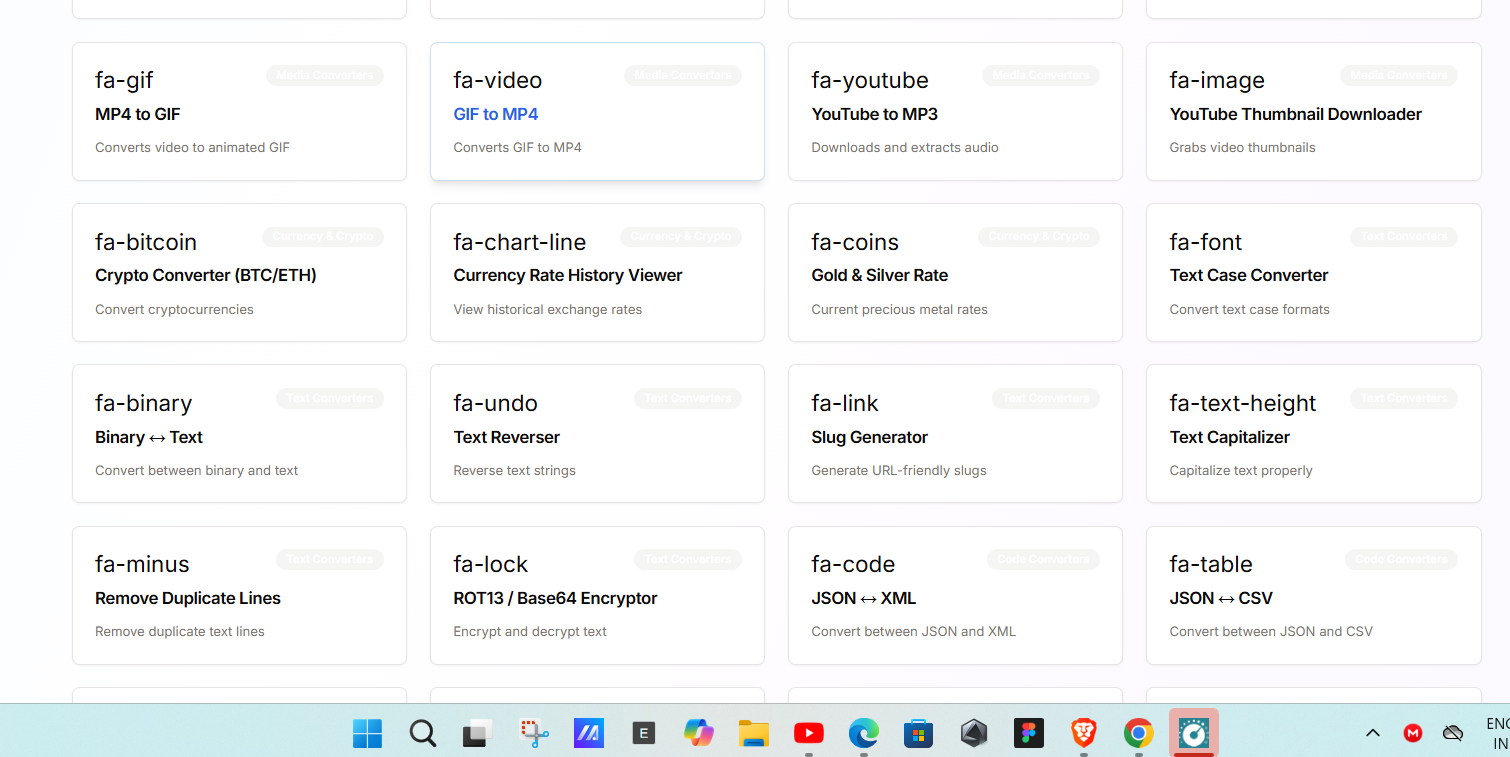 fa-gif
Media Converters
MP4 to GIF
Converts video to animated GIF
fa-video
Media Converters
GIF to MP4
Converts GIF to MP4
fa-youtube
Media Converters
YouTube to MP3
Downloads and extracts audio
fa-image
Media Converters
YouTube Thumbnail Downloader
Grabs video thumbnails
fa-bitcoin
Currency & Crypto
Crypto Converter (BTC/ETH)
Convert cryptocurrencies
fa-chart-line
Currency & Crypto
Currency Rate History Viewer
View historical exchange rates
fa-coins
Currency & Crypto
Gold & Silver Rate
Current precious metal rates
fa-font
Text Converters
Text Case Converter
Convert text case formats
fa-binary
Text Converters
Binary ↔ Text
Convert between binary and text
fa-undo
Text Converters
Text Reverser
Reverse text strings
fa-link
Text Converters
Slug Generator
Generate URL-friendly slugs
fa-text-height
Text Converters
Text Capitalizer
Capitalize text properly
fa-minus
Text Converters
Remove Duplicate Lines
Remove duplicate text lines
fa-lock
Text Converters
ROT13 / Base64 Encryptor
Encrypt and decrypt text
fa-code
Code Converters
JSON ↔ XML
Convert between JSON and XML
fa-table
Code Converters
JSON ↔ CSV
Convert between JSON and CSV
E
M
ENG
IN